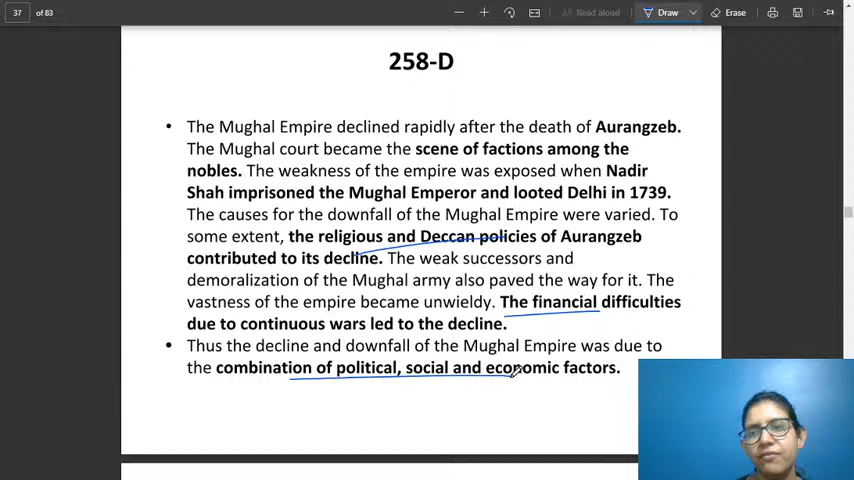 37 of 83
Read aloud
Draw
Erase
258-D
• The Mughal Empire declined rapidly after the death of Aurangzeb.
The Mughal court became the scene of factions among the
nobles. The weakness of the empire was exposed when Nadir
Shah imprisoned the Mughal Emperor and looted Delhi in 1739.
The causes for the downfall of the Mughal Empire were varied. To
some extent, the religious and Deccan policies of Aurangzeb
contributed to its decline. The weak successors and
demoralization of the Mughal army also paved the way for it. The
vastness of the empire became unwieldy. The financial difficulties
due to continuous wars led to the decline.
• Thus the decline and downfall of the Mughal Empire was due to
the combination of political, social and economic factors.